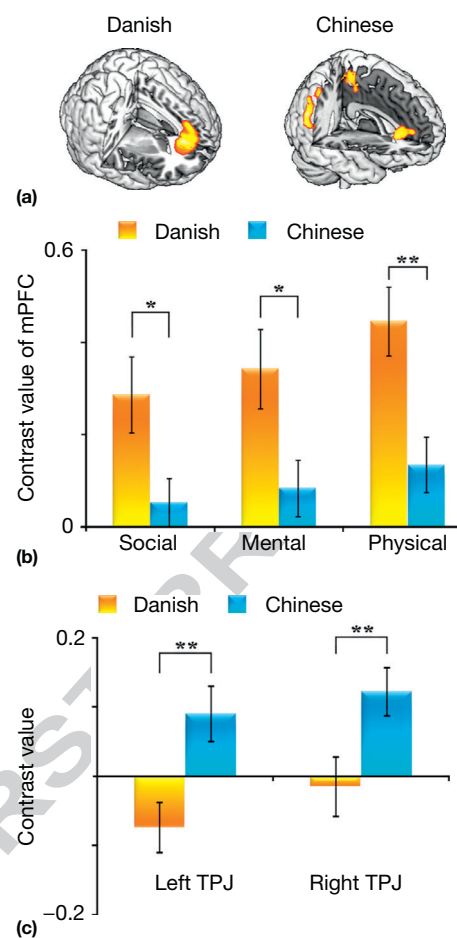 Danish Chinese
(a)
Danish Chinese
0.6
Contrast value of mPFC
* * **
0
Social Mental Physical
(b)
Danish Chinese
0.2
Contrast value
** **
Left TPJ Right TPJ
−0.2
(c)